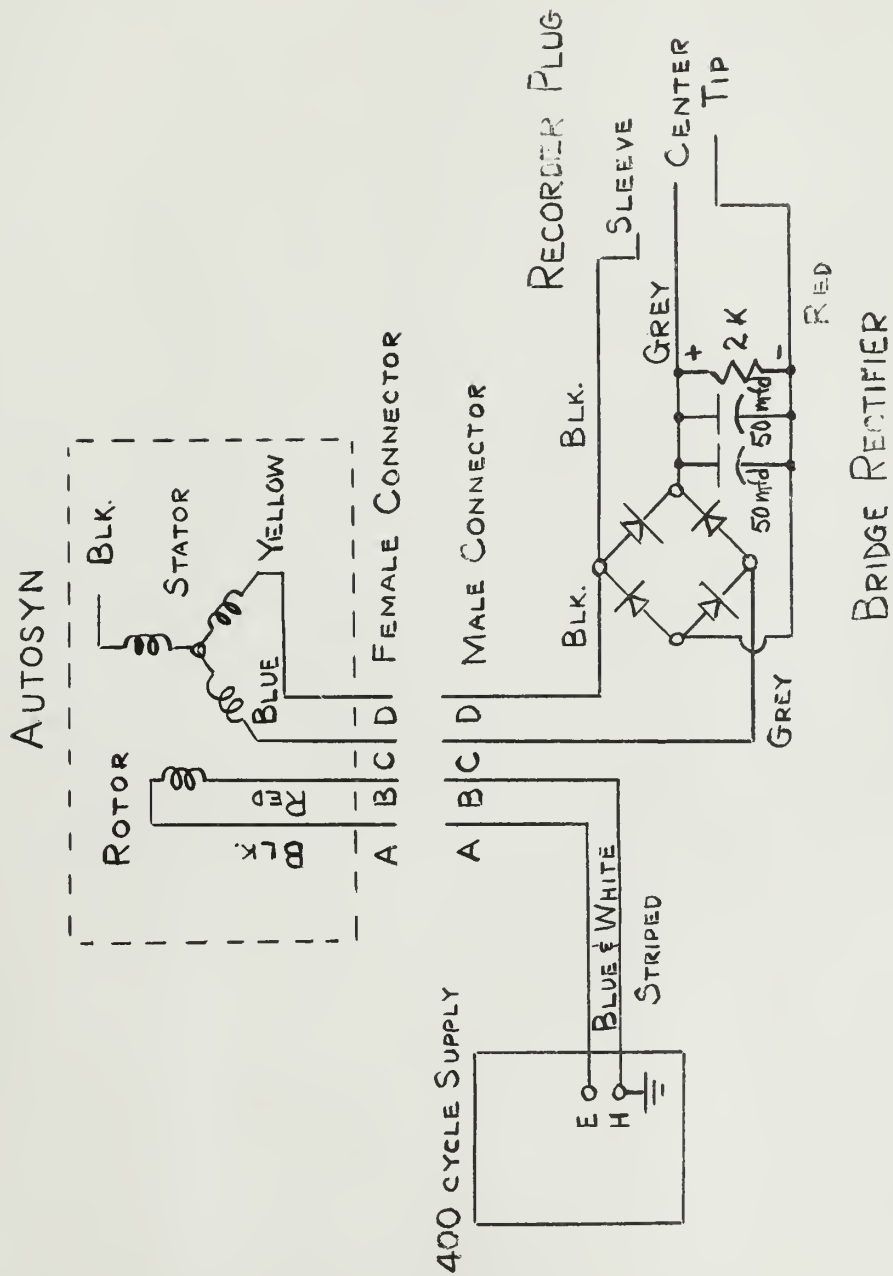 AUTOSYN
ROTOR
BLK.
STATOR
BLK.
RED
BLUE
YELLOW
A B C D FEMALE CONNECTOR
A B C D MALE CONNECTOR
400 CYCLE SUPPLY
E
H
BLUE & WHITE
STRIPED
BLK.
BLK.
GREY
GREY
50 mfd
50 mfd
+
2 K
-
RED
RECORDER PLUG
SLEEVE
CENTER
TIP
BRIDGE RECTIFIER